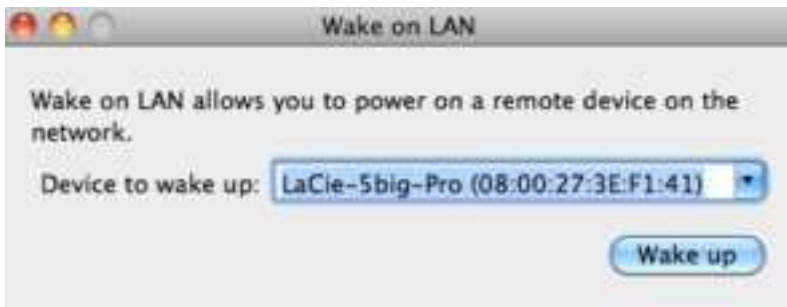 Wake on LAN
Wake on LAN allows you to power on a remote device on the
network.
Device to wake up: LaCie-5big-Pro (08:00:27:3E:F1:41)
Wake up